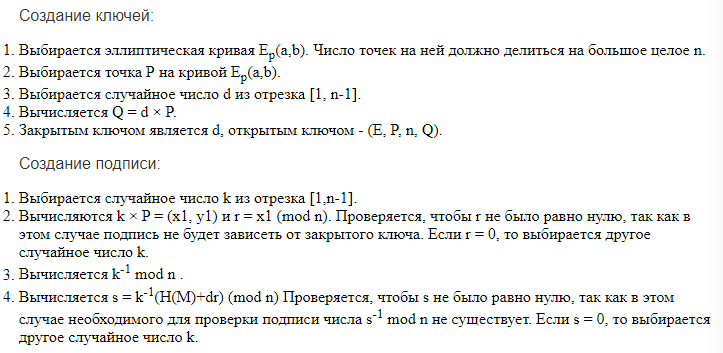 Создание ключей:
1. Выбирается эллиптическая кривая Ep(a,b). Число точек на ней должно делиться на большое целое n.
2. Выбирается точка P на кривой Ep(a,b).
3. Выбирается случайное число d из отрезка [1, n-1].
4. Вычисляется Q = d × P.
5. Закрытым ключом является d, открытым ключом - (E, P, n, Q).
Создание подписи:
1. Выбирается случайное число k из отрезка [1,n-1].
2. Вычисляются k × P = (x1, y1) и r = x1 (mod n). Проверяется, чтобы r не было равно нулю, так как в
этом случае подпись не будет зависеть от закрытого ключа. Если r = 0, то выбирается другое
случайное число k.
3. Вычисляется k-1 mod n .
4. Вычисляется s = k-1(H(M)+dr) (mod n) Проверяется, чтобы s не было равно нулю, так как в этом
случае необходимого для проверки подписи числа s-1 mod n не существует. Если s = 0, то выбирается
другое случайное число k.